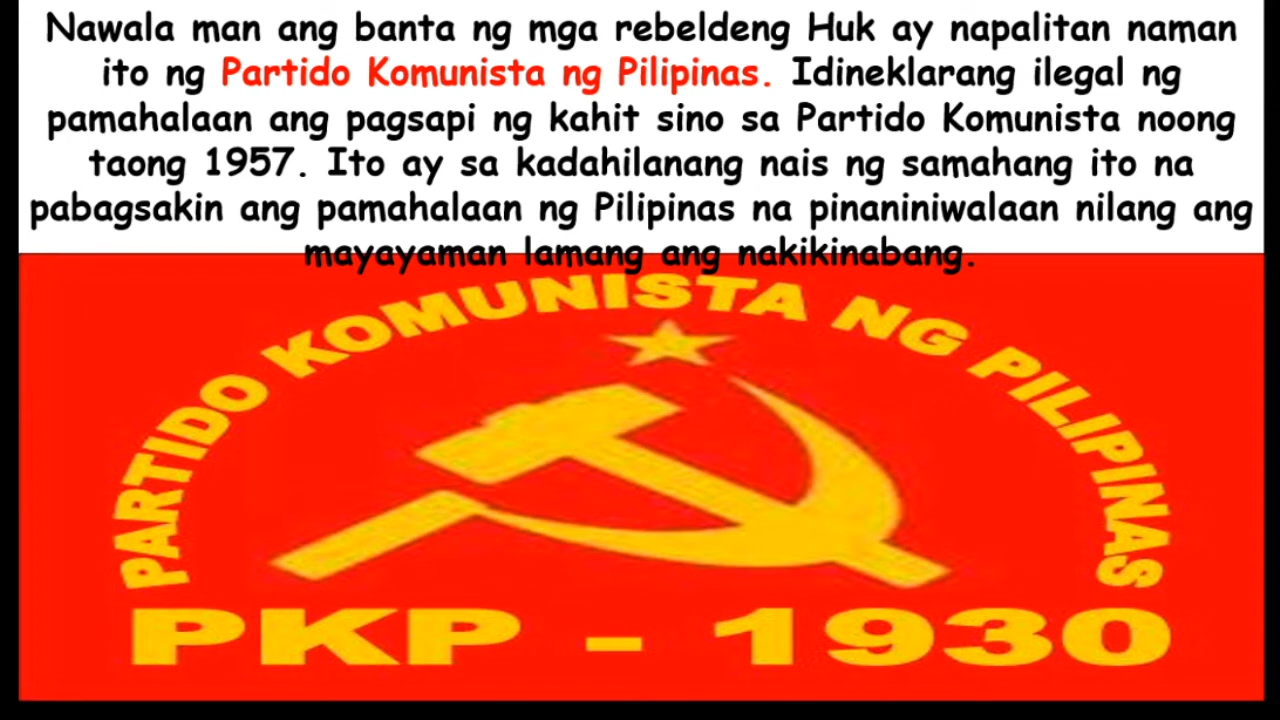 Nawala man ang banta ng mga rebeldeng Huk ay napalitan naman
ito ng Partido Komunista ng Pilipinas. Idineklarang ilegal ng
pamahalaan ang pagsapi ng kahit sino sa Partido Komunista noong
taong 1957. Ito ay sa kadahilanang nais ng samahang ito na
pabagsakin ang pamahalaan ng Pilipinas na pinaniniwalaan nilang ang
mayayaman lamang ang nakikinabang.
PARTIDO KOMUNISTA NG PILIPINAS
PKP - 1930